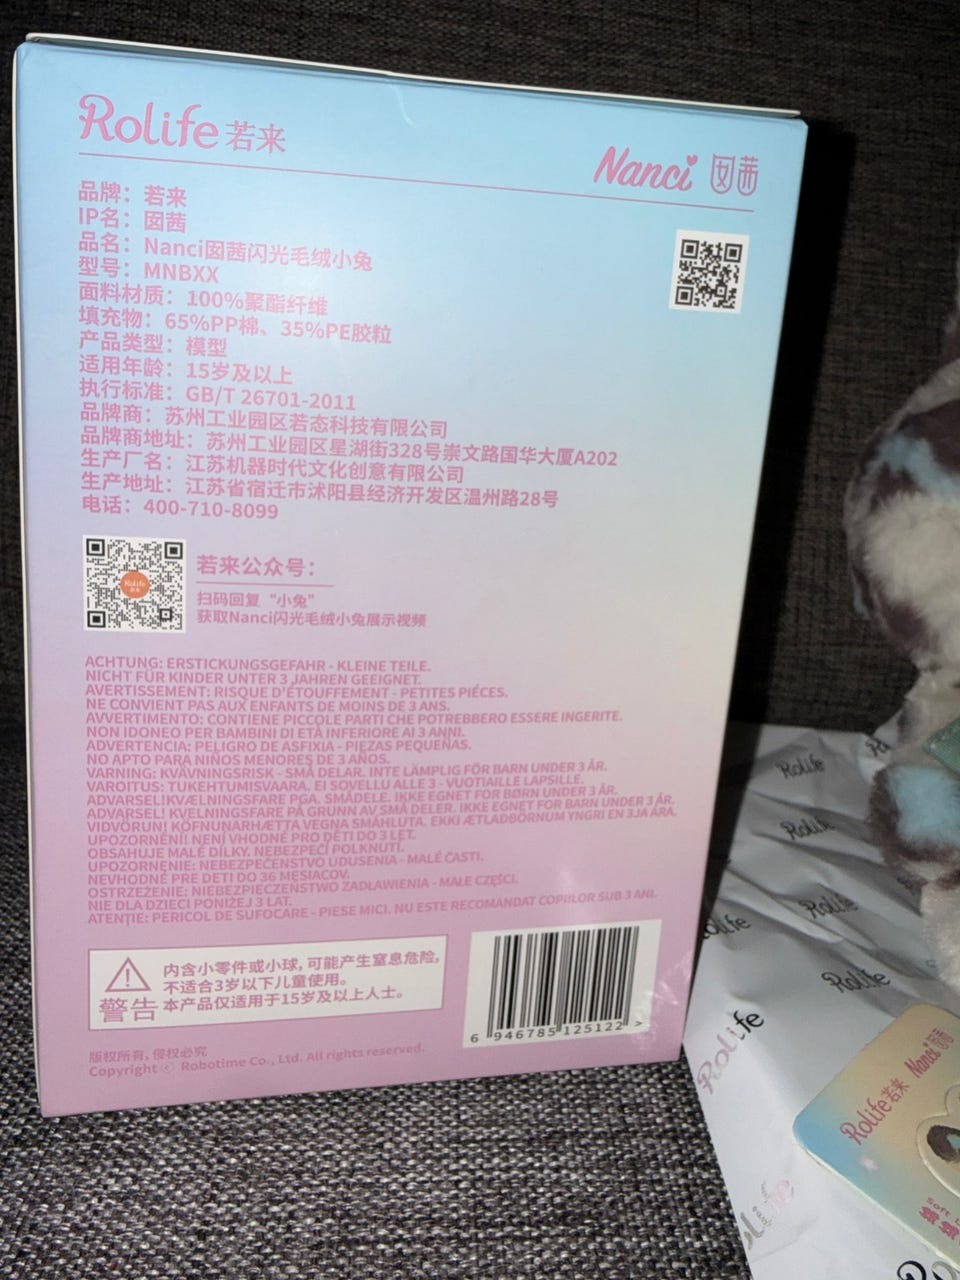 Rolife若来
Nanci 囡茜
品牌：若来
IP名：囡茜
品名：Nanci囡茜闪光毛绒小兔
型号：MNBXX
面料材质：100%聚酯纤维
填充物：65%PP棉、35%PE胶粒
产品类型：模型
适用年龄：15岁及以上
执行标准：GB/T 26701-2011
品牌商：苏州工业园区若态科技有限公司
品牌商地址：苏州工业园区星湖街328号崇文路国华大厦A202
生产厂名：江苏机器时代文化创意有限公司
生产地址：江苏省宿迁市沭阳县经济开发区温州路28号
电话：400-710-8099
Rolife
若来
若来公众号：
扫码回复“小兔”
获取Nanci闪光毛绒小兔展示视频
ACHTUNG: ERSTICKUNGSGEFAHR - KLEINE TEILE.
NICHT FÜR KINDER UNTER 3 JAHREN GEEIGNET.
AVERTISSEMENT: RISQUE D'ÉTOUFFEMENT - PETITES PIÉCES.
NE CONVIENT PAS AUX ENFANTS DE MOINS DE 3 ANS.
AVVERTIMENTO: CONTIENE PICCOLE PARTI CHE POTREBBERO ESSERE INGERITE.
NON IDONEO PER BAMBINI DI ETÀ INFERIORE AI 3 ANNI.
ADVERTENCIA: PELIGRO DE ASFIXIA - PIEZAS PEQUEÑAS.
NO APTO PARA NIÑOS MENORES DE 3 AÑOS.
VARNING: KVÄVNINGSRISK - SMÅ DELAR. INTE LÄMPLIG FÖR BARN UNDER 3 ÅR.
VAROITUS: TUKEHTUMISVAARA. EI SOVELLU ALLE 3 - VUOTIAILLE LAPSILLE.
ADVARSEL!KVÆLNINGSFARE PGA. SMÅDELE. IKKE EGNET FOR BØRN UNDER 3 ÅR.
ADVARSEL! KVELNINGSFARE PÅ GRUNN AV SMÅ DELER. IKKE EGNET FOR BARN UNDER 3 ÅR.
VIDVÖRUN! KÖFNUNARHÆTTA VEGNA SMÁHLUTA. EKKI ÆTLAÐBÖRNUM YNGRI EN 3JA ÁRA.
UPOZORNĚNÍ! NENÍ VHODNÉ PRO DĚTI DO 3 LET.
OBSAHUJE MALÉ DÍLKY. NEBEZPEČÍ POLKNUTÍ.
UPOZORNENIE: NEBEZPEČENSTVO UDUSENIA - MALÉ ČASTI.
NEVHODNÉ PRE DETI DO 36 MESIACOV.
OSTRZEŻENIE: NIEBEZPIECZEŃSTWO ZADŁAWIENIA - MAŁE CZĘŚCI.
NIE DLA DZIECI PONIŻEJ 3 LAT.
ATENȚIE: PERICOL DE SUFOCARE - PIESE MICI. NU ESTE RECOMANDAT COPIILOR SUB 3 ANI.
警告
内含小零件或小球，可能产生窒息危险，
不适合3岁以下儿童使用。
本产品仅适用于15岁及以上人士。
6 946785 125122 >
版权所有，侵权必究
Copyright © Robotime Co., Ltd. All rights reserved.
Rolife
Rolife
Rolife
Rolife
Rolife
Rolife
Rolife若来 Nanci 囡茜